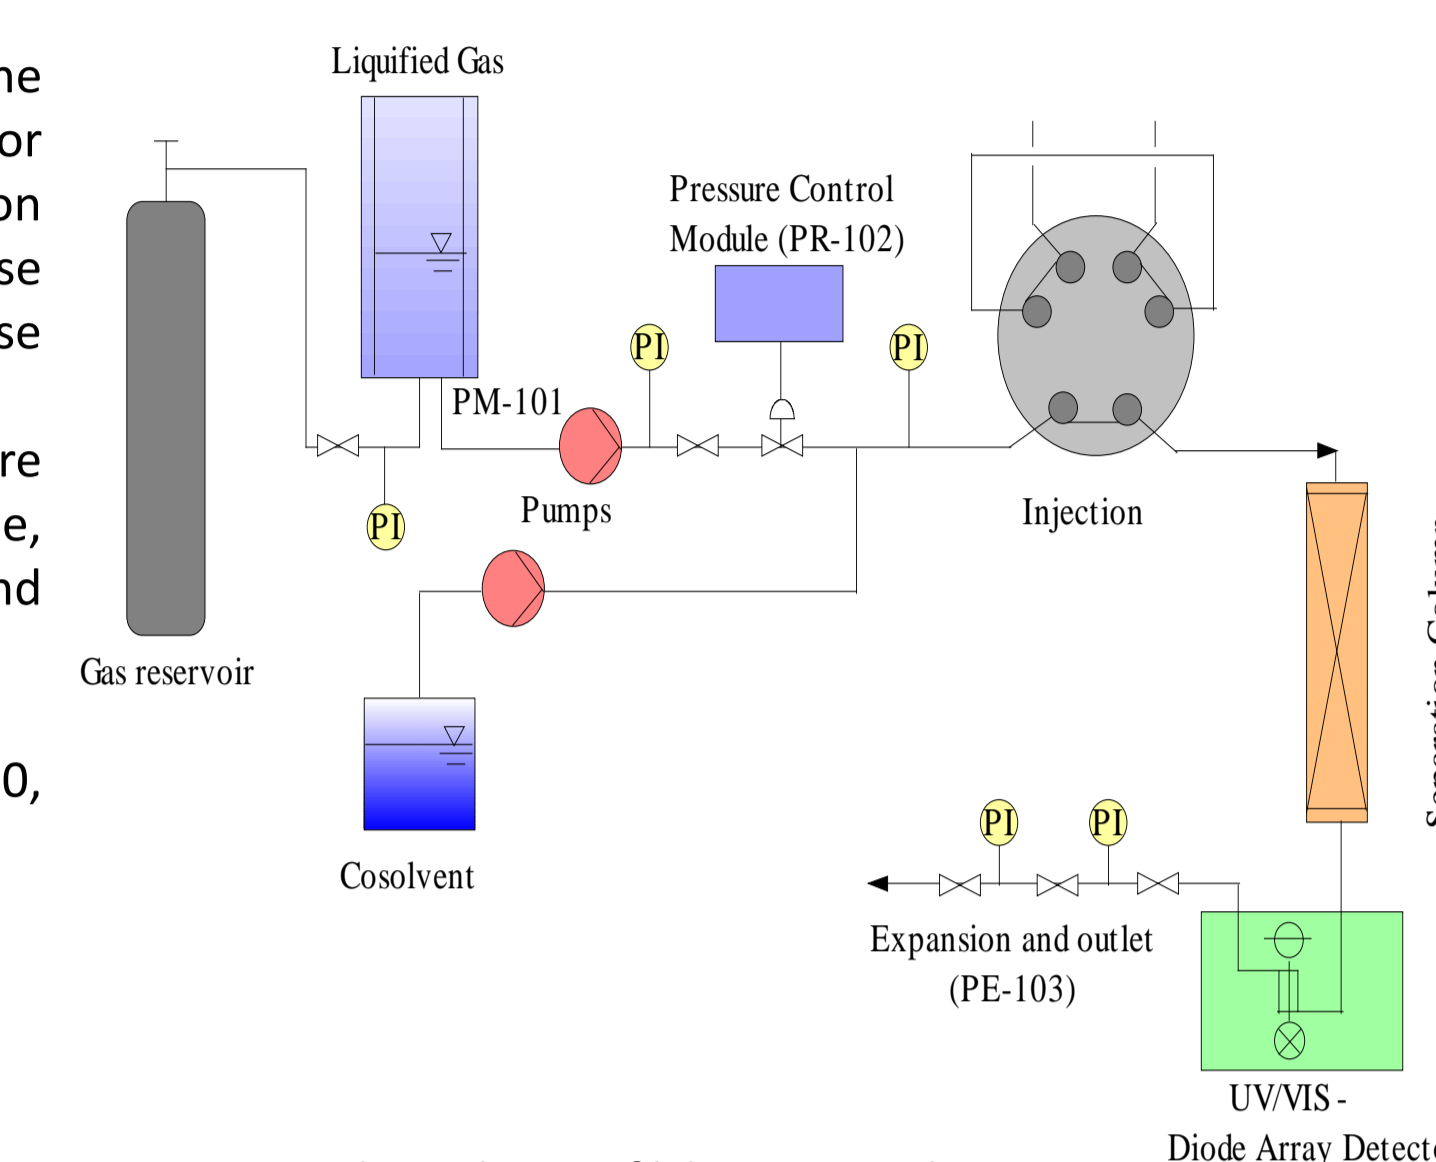 ne
or
on
se
se
re
e,
nd
0,
Liquified Gas
Pressure Control
Module (PR-102)
PI
PI
PM-101
Pumps
PI
Injection
Gas reservoir
Cosolvent
PI
PI
Expansion and outlet
(PE-103)
UV/VIS -
Diode Array Detecto